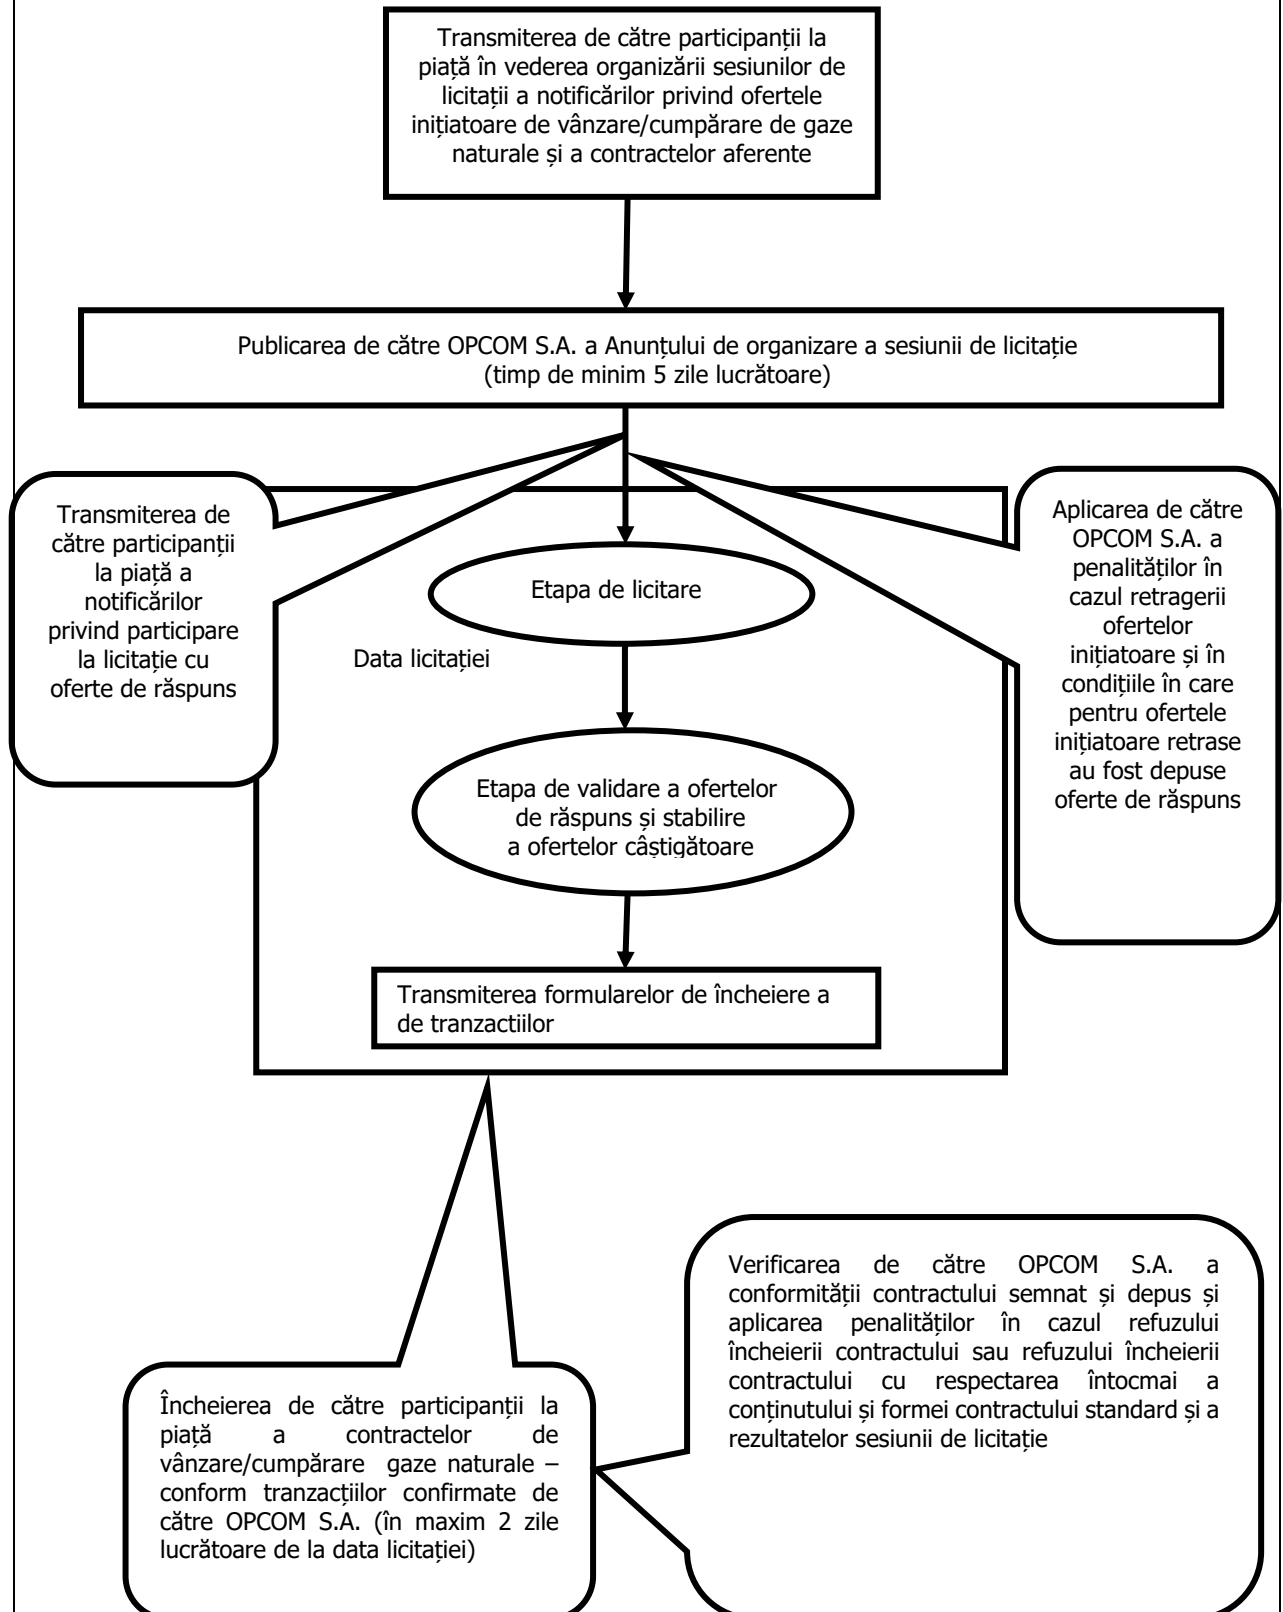 Transmiterea de către participanții la
piață în vederea organizării sesiunilor de
licitații a notificărilor privind ofertele
inițiatoare de vânzare/cumpărare de gaze
naturale și a contractelor aferente
Publicarea de către OPCOM S.A. a Anunțului de organizare a sesiunii de licitație
(timp de minim 5 zile lucrătoare)
Transmiterea de
către participanții
la piață a
notificărilor
privind participare
la licitație cu
oferte de răspuns
Aplicarea de către
OPCOM S.A. a
penalităților în
cazul retragerii
ofertelor
inițiatoare și în
condițiile în care
pentru ofertele
inițiatoare retrase
au fost depuse
oferte de răspuns
Etapa de licitare
Data licitației
Etapa de validare a ofertelor
de răspuns și stabilire
a ofertelor câștigătoare
Transmiterea formularelor de încheiere a
de tranzactiilor
Verificarea de către OPCOM S.A. a
conformității contractului semnat și depus și
aplicarea penalităților în cazul refuzului
încheierii contractului sau refuzului încheierii
contractului cu respectarea întocmai a
conținutului și formei contractului standard și a
rezultatelor sesiunii de licitație
Încheierea de către participanții la
piață a contractelor de
vânzare/cumpărare gaze naturale –
conform tranzacțiilor confirmate de
către OPCOM S.A. (în maxim 2 zile
lucrătoare de la data licitației)